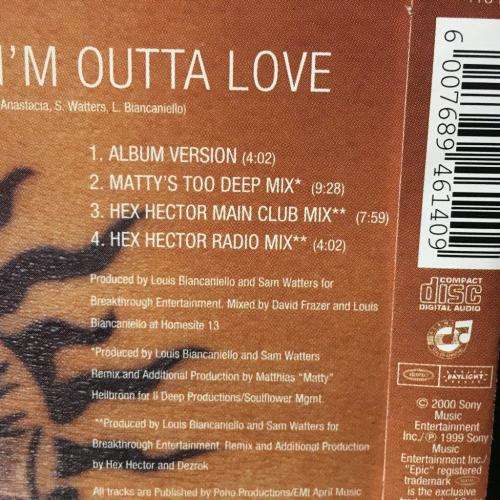 I'M OUTTA LOVE
Anastacia, S. Watters, L. Biancaniello)
1. ALBUM VERSION (4:02)
2. MATTY'S TOO DEEP MIX* (9:28)
3. HEX HECTOR MAIN CLUB MIX** (7:59)
4. HEX HECTOR RADIO MIX** (4:02)
Produced by Louis Biancaniello and Sam Watters for
Breakthrough Entertainment. Mixed by David Frazer and Louis
Biancaniello at Homesite 13
*Produced by Louis Biancaniello and Sam Watters
Remix and Additional Production by Matthias "Matty"
Heilbronn for II Deep Productions/Soulflower Mgmt.
**Produced by Louis Biancaniello and Sam Watters for
Breakthrough Entertainment. Remix and Additional Production
by Hex Hector and Dezrok
All tracks are Published by Poho Productions/EMI April Music
6 007689 461409
COMPACT
disc
DIGITAL AUDIO
epic
DAYLIGHT
© 2000 Sony
Music
Entertainment
Inc./℗ 1999 Sony
Music
Entertainment Inc./
"Epic" registered
trademark
is the exclusive